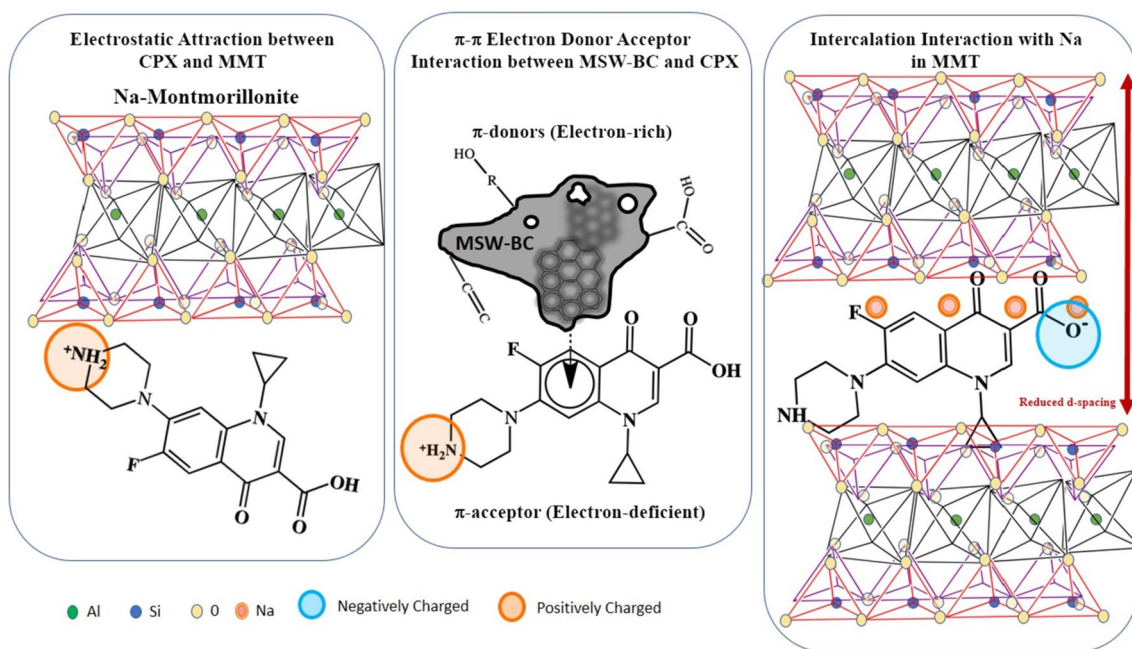 Electrostatic Attraction between
CPX and MMT
Na-Montmorillonite
⁺NH₂
N
N
F
O
O
OH
π-π Electron Donor Acceptor
Interaction between MSW-BC and CPX
π-donors (Electron-rich)
HO
R
HO
C
O
MSW-BC
C
C
F
O
O
OH
N
N
⁺H₂N
π-acceptor (Electron-deficient)
Intercalation Interaction with Na
in MMT
O
O
F
O⁻
N
N
NH
Reduced d-spacing
Al
Si
O
Na
Negatively Charged
Positively Charged